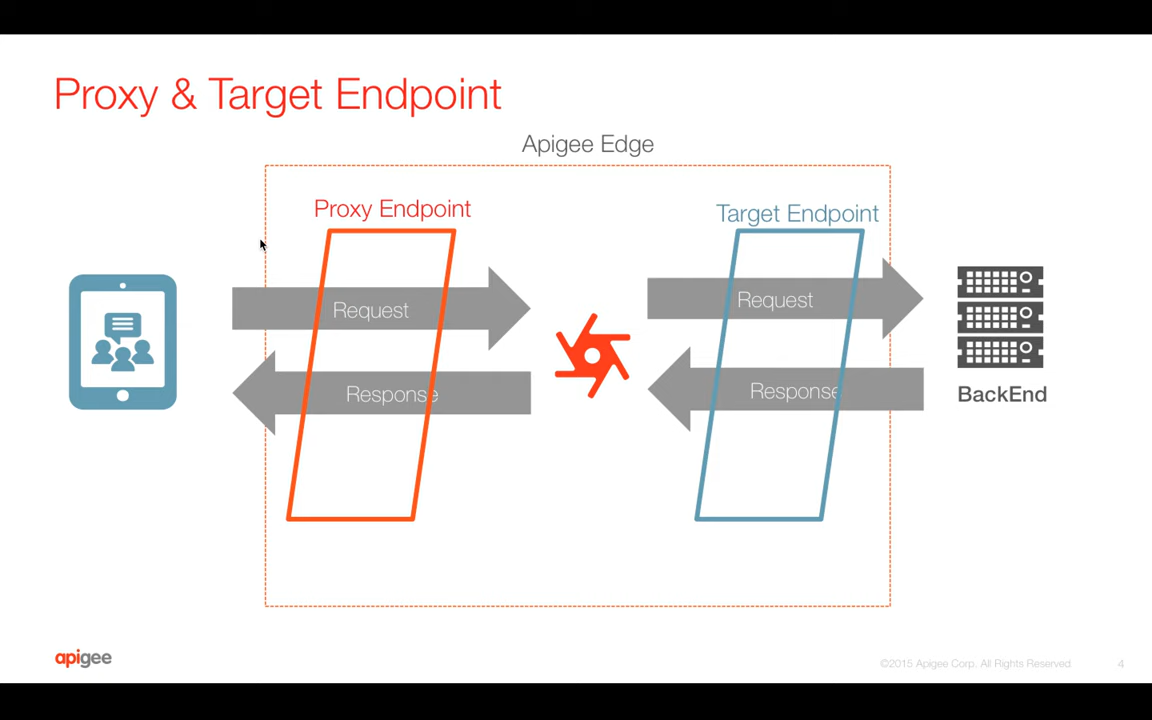 Proxy & Target Endpoint
Apigee Edge
Proxy Endpoint
Target Endpoint
Request
Request
Response
Response
BackEnd
apigee
©2015 Apigee Corp. All Rights Reserved.
4